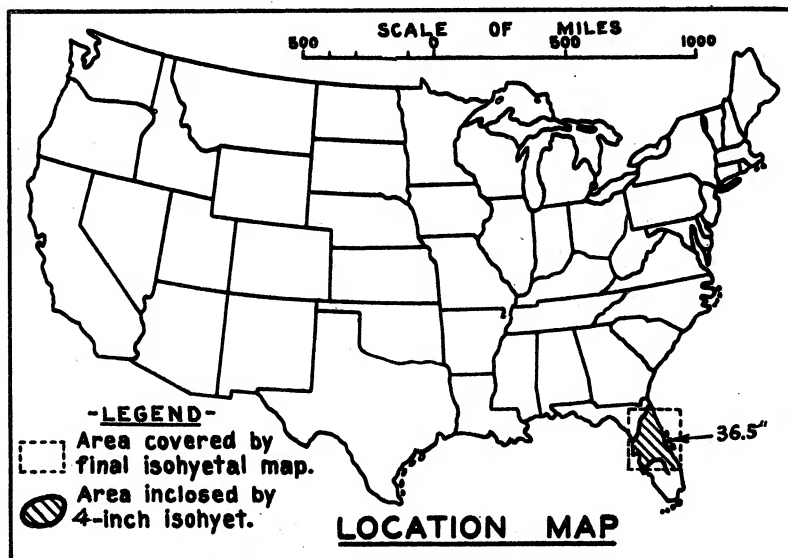 SCALE OF MILES
500 0 500 1000
-LEGEND-
Area covered by
final isohyetal map.
Area inclosed by
4-inch isohyet.
36.5"
LOCATION MAP